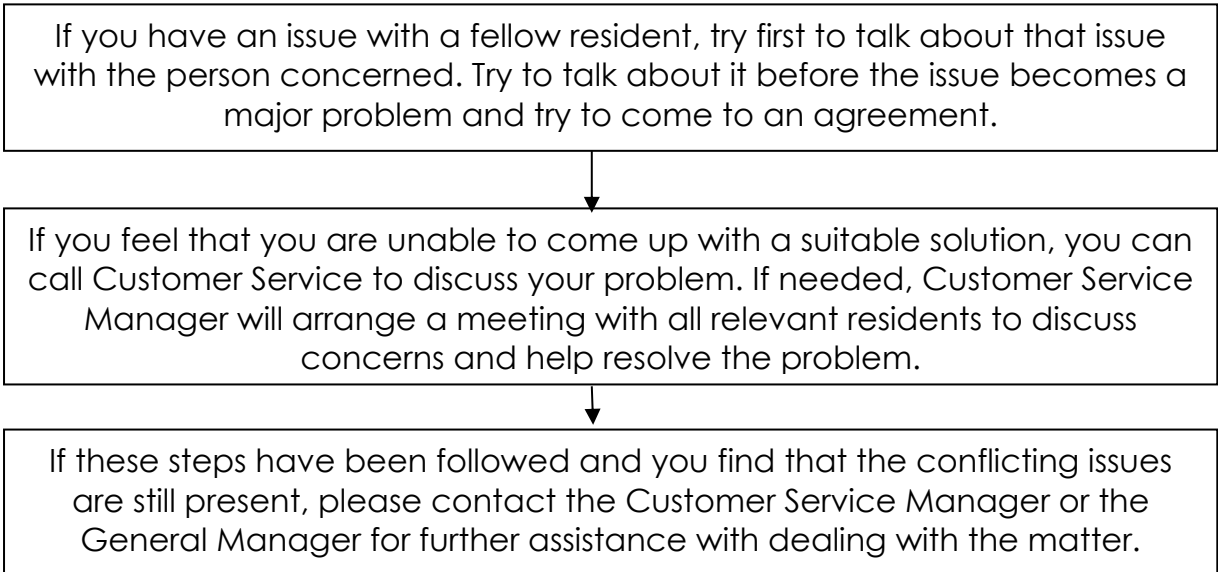 If you have an issue with a fellow resident, try first to talk about that issue
with the person concerned. Try to talk about it before the issue becomes a
major problem and try to come to an agreement.
If you feel that you are unable to come up with a suitable solution, you can
call Customer Service to discuss your problem. If needed, Customer Service
Manager will arrange a meeting with all relevant residents to discuss
concerns and help resolve the problem.
If these steps have been followed and you find that the conflicting issues
are still present, please contact the Customer Service Manager or the
General Manager for further assistance with dealing with the matter.